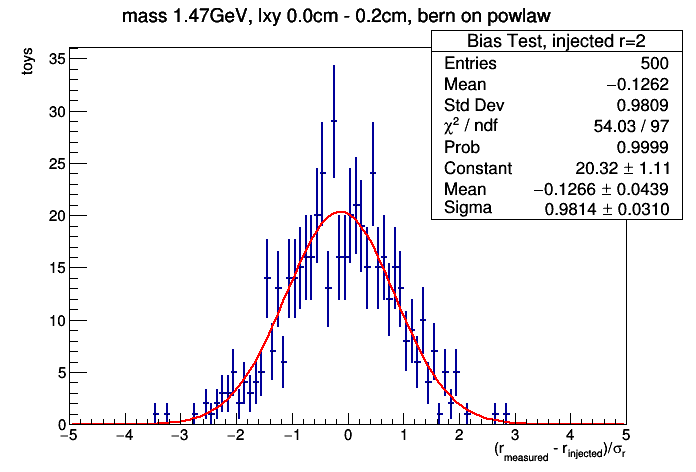 mass 1.47GeV, lxy 0.0cm - 0.2cm, bern on powlaw
Bias Test, injected r=2
Entries 500
Mean −0.1262
Std Dev 0.9809
χ² / ndf 54.03 / 97
Prob 0.9999
Constant 20.32 ± 1.11
Mean −0.1266 ± 0.0439
Sigma 0.9814 ± 0.0310
toys
35
30
25
20
15
10
5
0
−5 −4 −3 −2 −1 0 1 2 3 4 5
(r_measured - r_injected)/σ_r